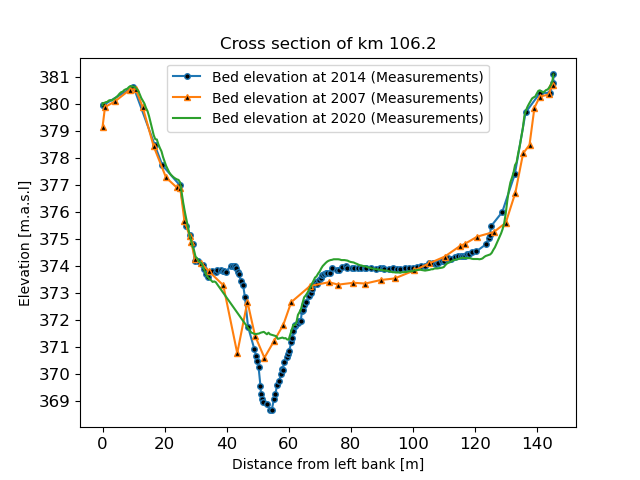 Cross section of km 106.2
Bed elevation at 2014 (Measurements)
Bed elevation at 2007 (Measurements)
Bed elevation at 2020 (Measurements)
Elevation [m.a.s.l]
381
380
379
378
377
376
375
374
373
372
371
370
369
0 20 40 60 80 100 120 140
Distance from left bank [m]